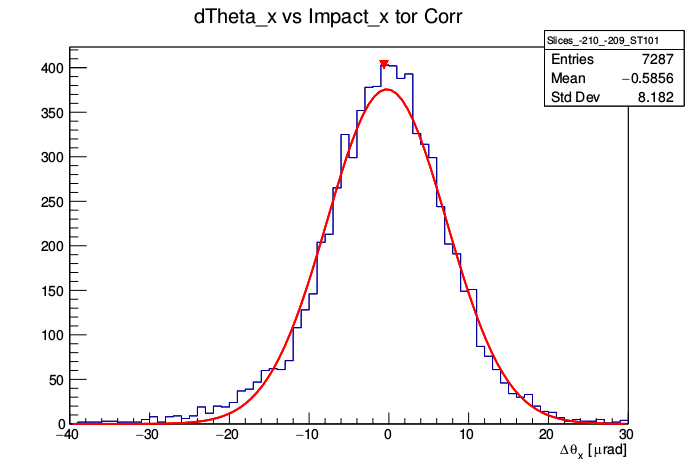 dTheta_x vs Impact_x tor Corr
Slices_-210_-209_ST101
Entries 7287
Mean −0.5856
Std Dev 8.182
400
350
300
250
200
150
100
50
0
−40 −30 −20 −10 0 10 20 30
Δθx [μrad]